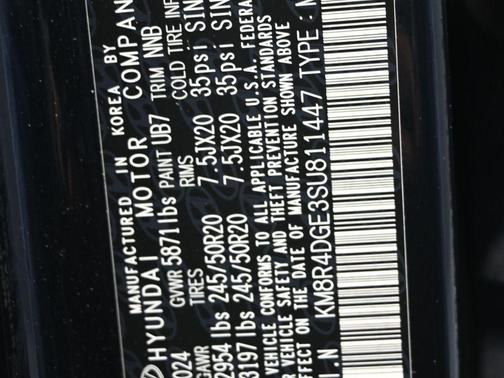 MANUFACTURED IN KOREA BY
HYUNDAI MOTOR COMPAN
024 GVWR 5871 lbs PAINT UB7 TRIM NNB
GAWR TIRES RIMS COLD TIRE INF
2954 lbs 245/50R20 7.5JX20 35psi SIN
3197 lbs 245/50R20 7.5JX20 35psi SIN
VEHICLE CONFORMS TO ALL APPLICABLE U.S.A. FEDERA
VEHICLE SAFETY AND THEFT PREVENTION STANDARDS
EFFECT ON THE DATE OF MANUFACTURE SHOWN ABOVE
I.N KM8R4DGE3SU811447 TYPE :